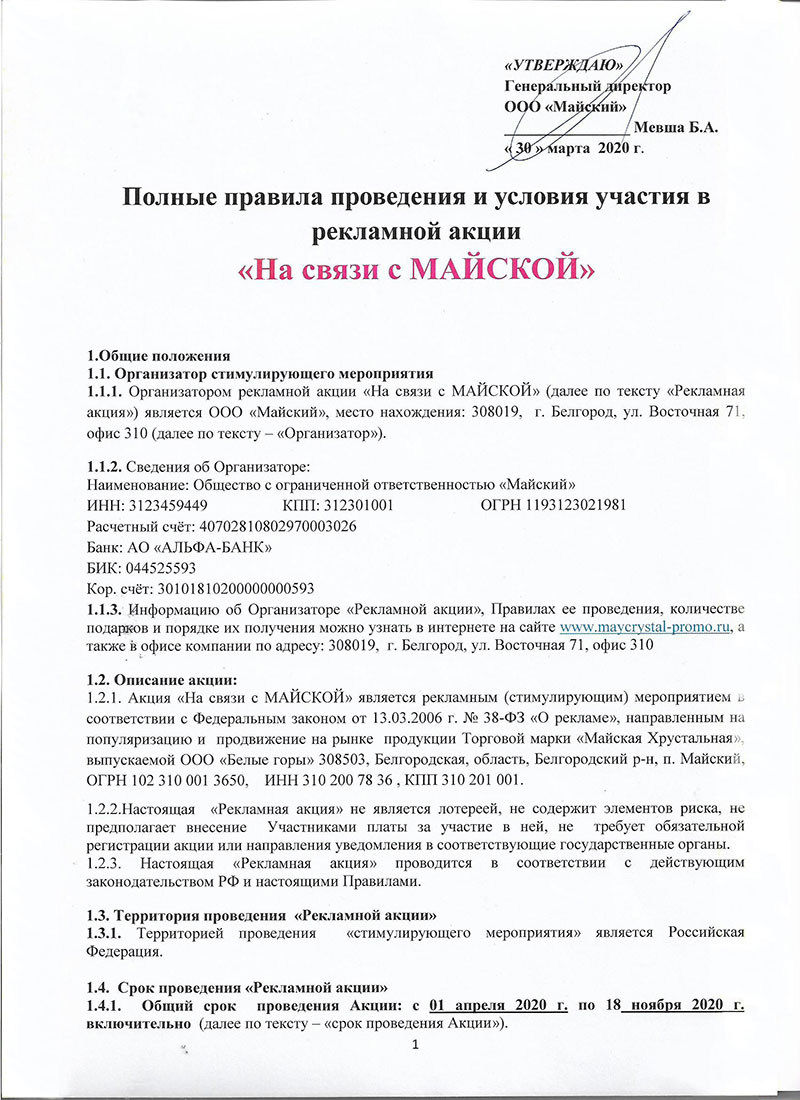 «УТВЕРЖДАЮ»
Генеральный директор
ООО «Майский»
________________ Мевша Б.А.
« 30 » марта 2020 г.
Полные правила проведения и условия участия в
рекламной акции
«На связи с МАЙСКОЙ»
1.Общие положения
1.1. Организатор стимулирующего мероприятия
1.1.1. Организатором рекламной акции «На связи с МАЙСКОЙ» (далее по тексту «Рекламная
акция») является ООО «Майский», место нахождения: 308019, г. Белгород, ул. Восточная 71,
офис 310 (далее по тексту – «Организатор»).
1.1.2. Сведения об Организаторе:
Наименование: Общество с ограниченной ответственностью «Майский»
ИНН: 3123459449 КПП: 312301001 ОГРН 1193123021981
Расчетный счёт: 40702810802970003026
Банк: АО «АЛЬФА-БАНК»
БИК: 044525593
Кор. счёт: 30101810200000000593
1.1.3. Информацию об Организаторе «Рекламной акции», Правилах ее проведения, количестве
подарков и порядке их получения можно узнать в интернете на сайте www.maycrystal-promo.ru, а
также в офисе компании по адресу: 308019, г. Белгород, ул. Восточная 71, офис 310
1.2. Описание акции:
1.2.1. Акция «На связи с МАЙСКОЙ» является рекламным (стимулирующим) мероприятием в
соответствии с Федеральным законом от 13.03.2006 г. № 38-ФЗ «О рекламе», направленным на
популяризацию и продвижение на рынке продукции Торговой марки «Майская Хрустальная»,
выпускаемой ООО «Белые горы» 308503, Белгородская, область, Белгородский р-н, п. Майский,
ОГРН 102 310 001 3650, ИНН 310 200 78 36 , КПП 310 201 001.
1.2.2.Настоящая «Рекламная акция» не является лотереей, не содержит элементов риска, не
предполагает внесение Участниками платы за участие в ней, не требует обязательной
регистрации акции или направления уведомления в соответствующие государственные органы.
1.2.3. Настоящая «Рекламная акция» проводится в соответствии с действующим
законодательством РФ и настоящими Правилами.
1.3. Территория проведения «Рекламной акции»
1.3.1. Территорией проведения «стимулирующего мероприятия» является Российская
Федерация.
1.4. Срок проведения «Рекламной акции»
1.4.1. Общий срок проведения Акции: с 01 апреля 2020 г. по 18 ноября 2020 г.
включительно (далее по тексту – «срок проведения Акции»).
1